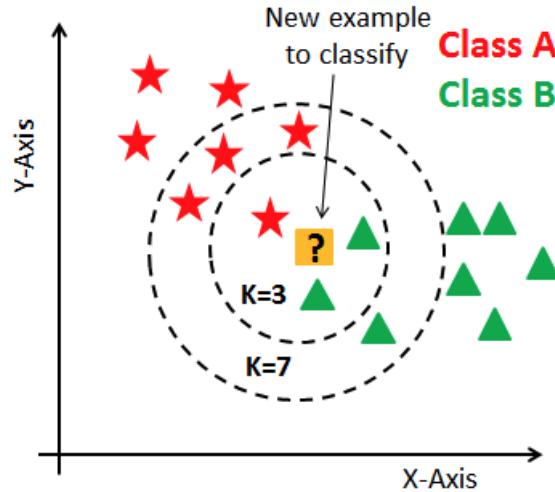 New example
to classify
Class A
Class B
Y-Axis
?
K=3
K=7
X-Axis